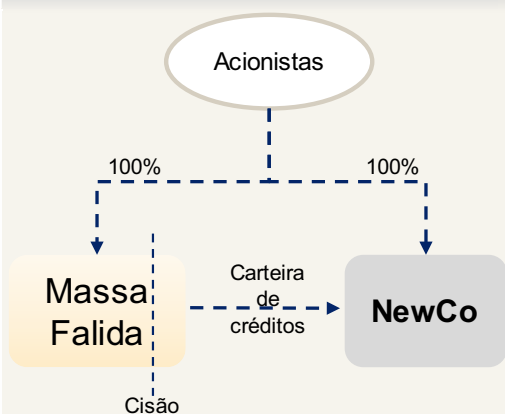 Acionistas
100%
100%
Massa
Falida
Carteira
de
créditos
NewCo
Cisão